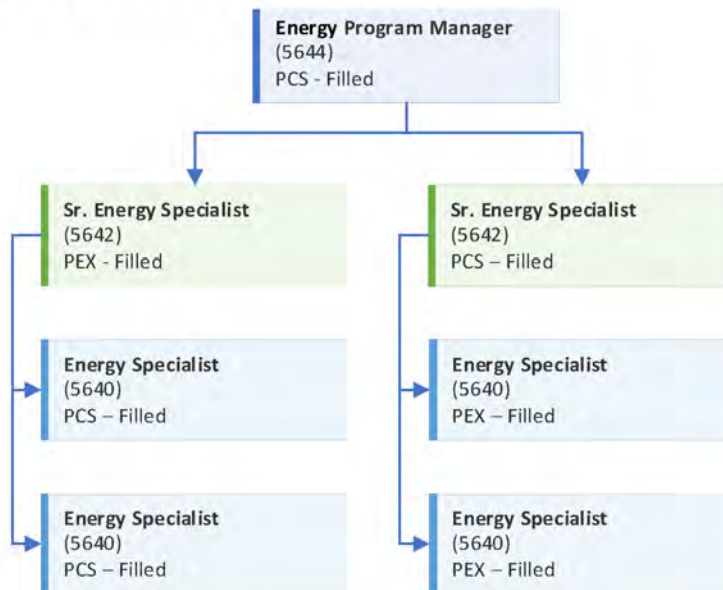 Energy Program Manager
(5644)
PCS - Filled
Sr. Energy Specialist
(5642)
PEX - Filled
Sr. Energy Specialist
(5642)
PCS – Filled
Energy Specialist
(5640)
PCS – Filled
Energy Specialist
(5640)
PEX – Filled
Energy Specialist
(5640)
PCS – Filled
Energy Specialist
(5640)
PEX – Filled